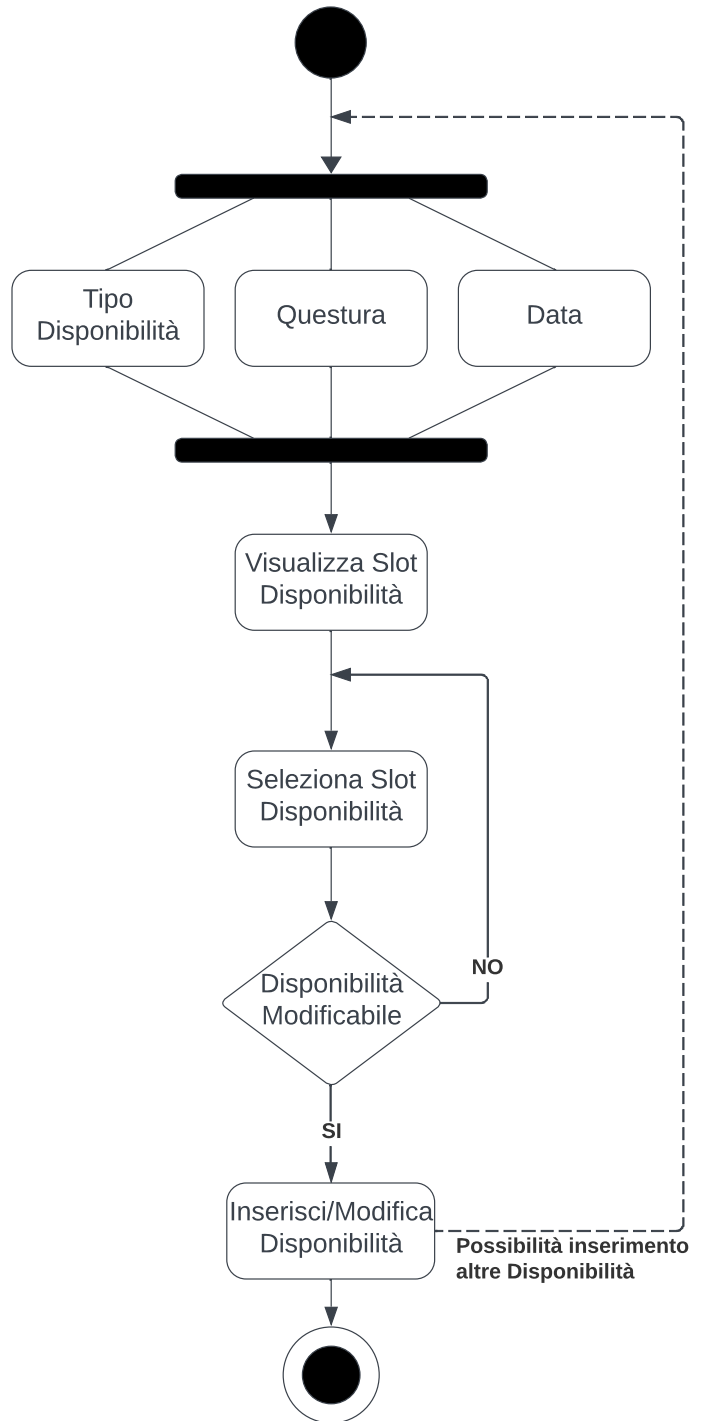 Tipo
Disponibilità
Questura
Data
Visualizza Slot
Disponibilità
Seleziona Slot
Disponibilità
Disponibilità
Modificabile
NO
SI
Inserisci/Modifica
Disponibilità
Possibilità inserimento
altre Disponibilità